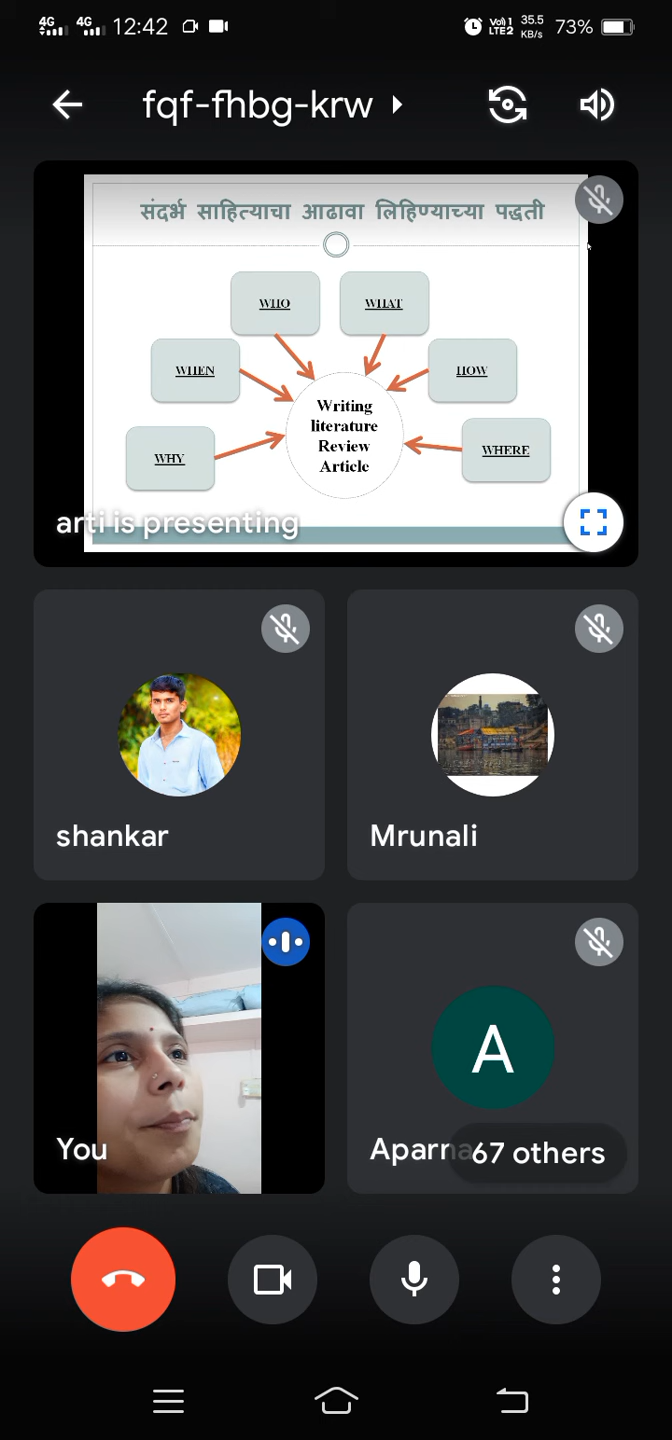 4G 4G 12:42 Vo) 1 LTE2 35.5 KB/s 73%
fqf-fhbg-krw
संदर्भ साहित्याचा आढावा लिहिण्याच्या पद्धती
WHO WHAT
WHEN HOW
WHY WHERE
Writing
literature
Review
Article
arti is presenting
shankar Mrunali
A
You Aparna 67 others